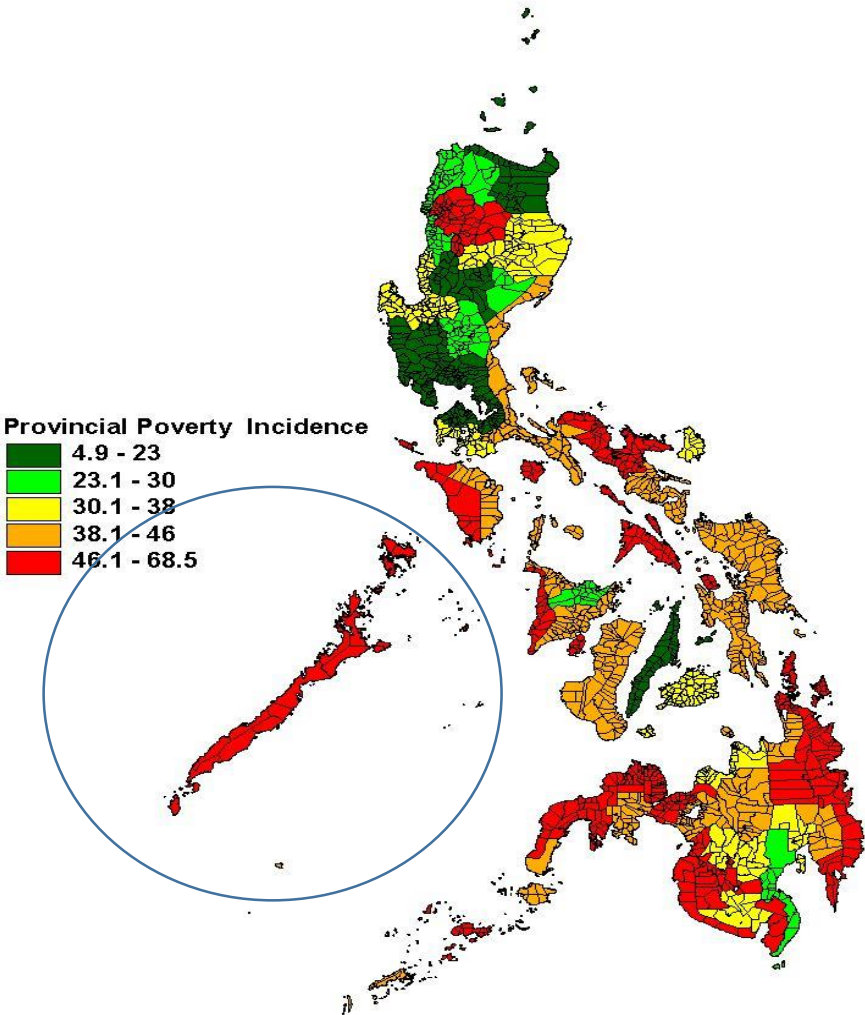 Provincial Poverty Incidence
4.9 - 23
23.1 - 30
30.1 - 38
38.1 - 46
46.1 - 68.5